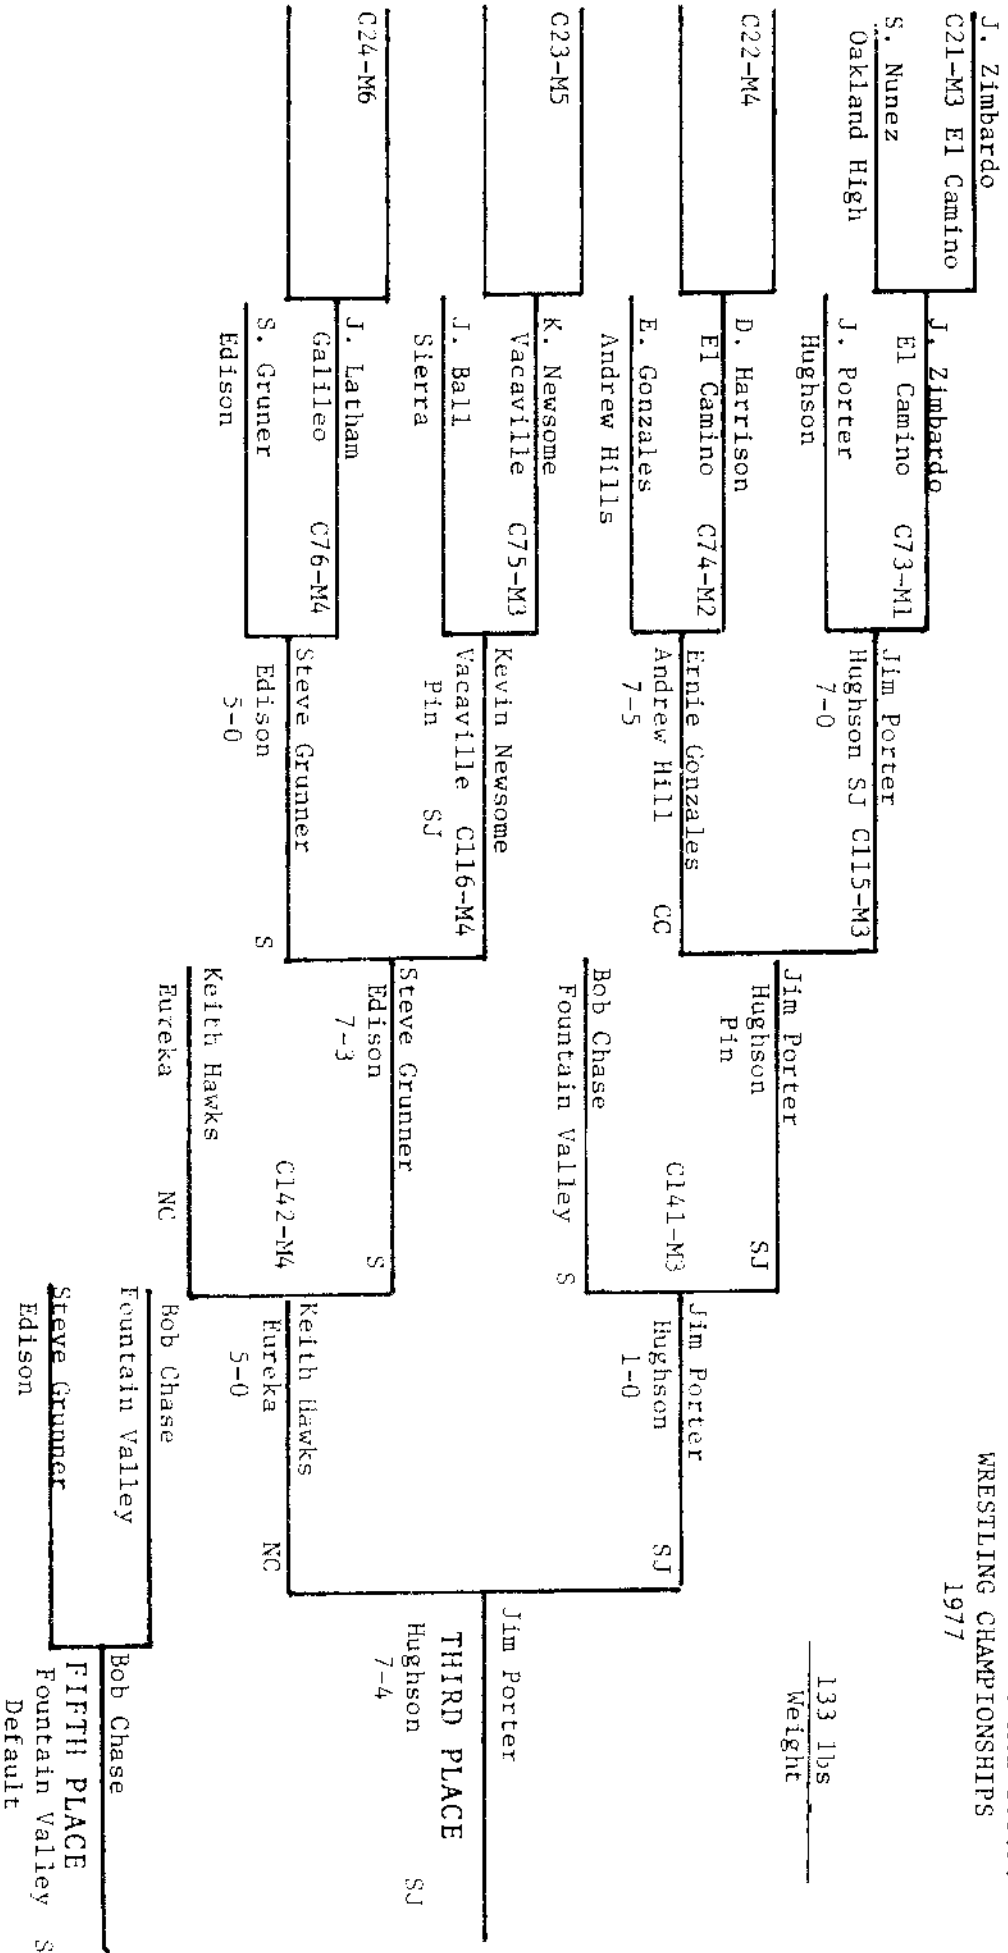 WRESTLING CHAMPIONSHIPS
1977
133 lbs
Weight
J. Zimbardo
C21-M3 El Camino
S. Nunez
Oakland High
C22-M4
C23-M5
C24-M6
J. Zimbardo
El Camino C73-M1
J. Porter
Hughson
D. Harrison
El Camino C74-M2
E. Gonzales
Andrew Hills
K. Newsome
Vacaville C75-M3
J. Ball
Sierra
J. Latham
Galileo C76-M4
S. Gruner
Edison
Jim Porter
Hughson SJ C115-M3
7-0
Ernie Gonzales
Andrew Hill CC
7-5
Kevin Newsome
Vacaville C116-M4
Pin SJ
Steve Grunner
Edison S
5-0
Jim Porter
Hughson SJ
Pin
C141-M3
Bob Chase
Fountain Valley S
Steve Grunner
Edison S
7-3
C142-M4
Keith Hawks
Eureka NC
Jim Porter
Hughson SJ
1-0
Keith Hawks
Eureka NC
5-0
Bob Chase
Fountain Valley
Steve Grunner
Edison
Jim Porter
THIRD PLACE
Hughson SJ
7-4
Bob Chase
FIFTH PLACE
Fountain Valley S
Default